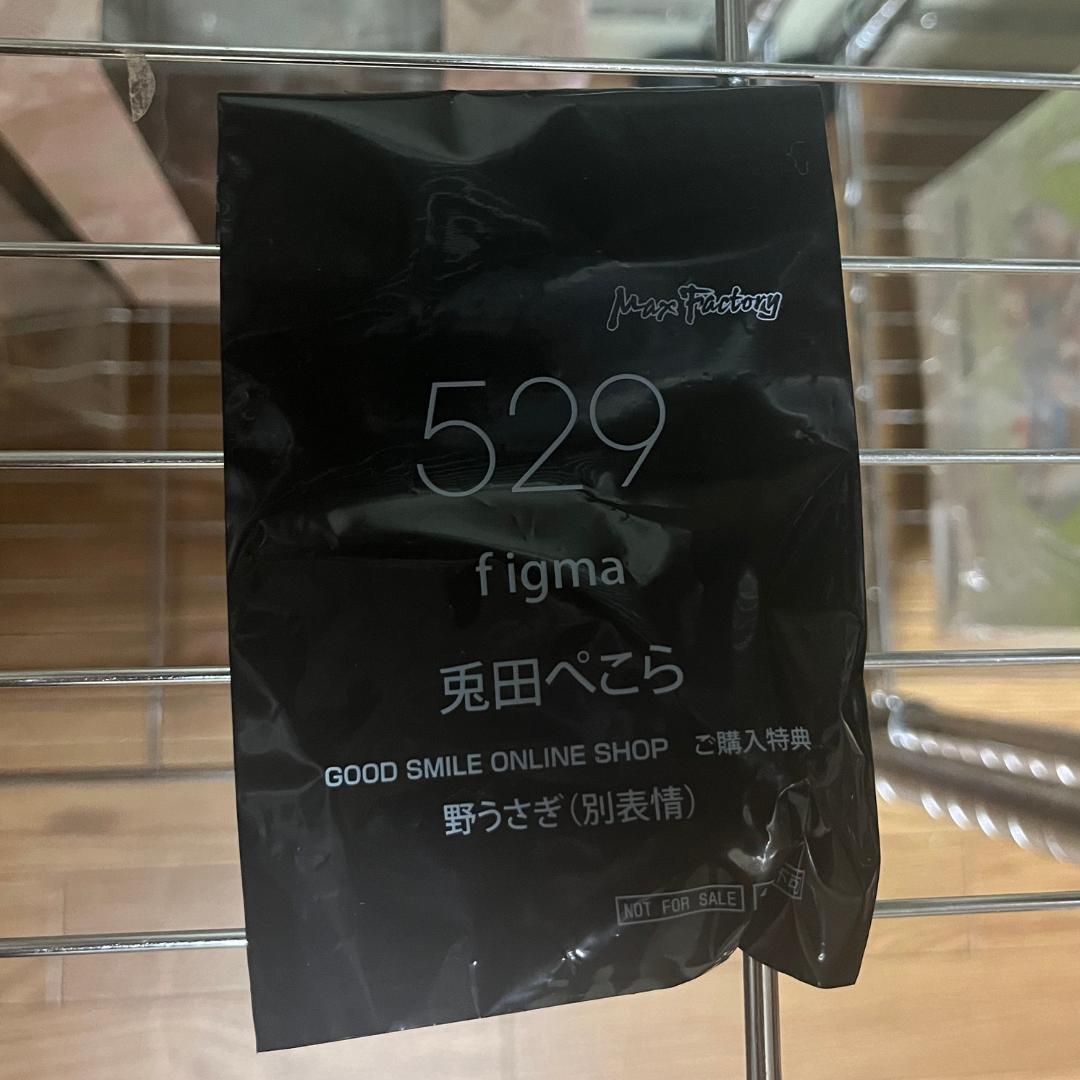 Max Factory
529
figma
兎田ぺこら
GOOD SMILE ONLINE SHOP ご購入特典
野うさぎ(別表情)
NOT FOR SALE